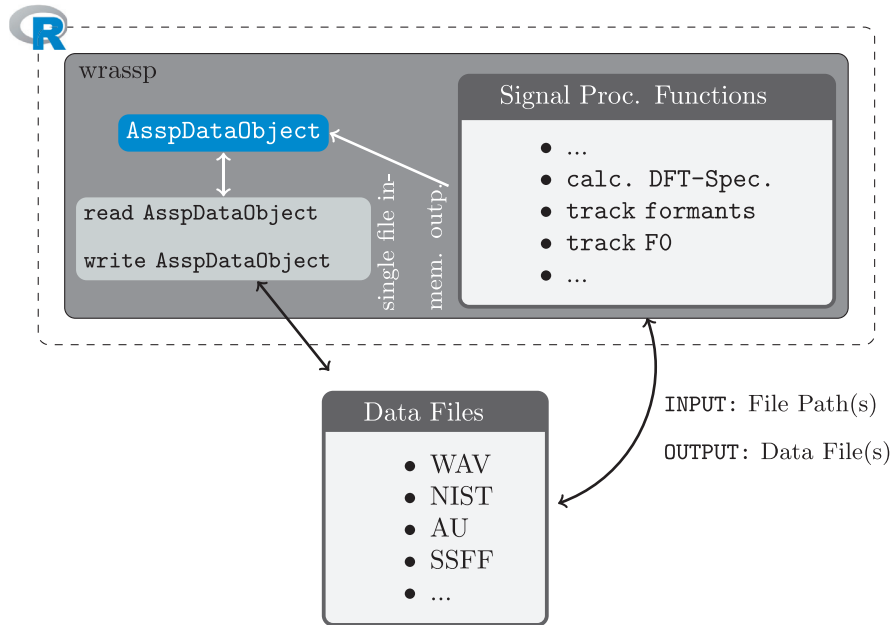 R
wrassp
AsspDataObject
read AsspDataObject
write AsspDataObject
single file in-
mem. outp.
Signal Proc. Functions
• ...
• calc. DFT-Spec.
• track formants
• track F0
• ...
Data Files
• WAV
• NIST
• AU
• SSFF
• ...
INPUT: File Path(s)
OUTPUT: Data File(s)